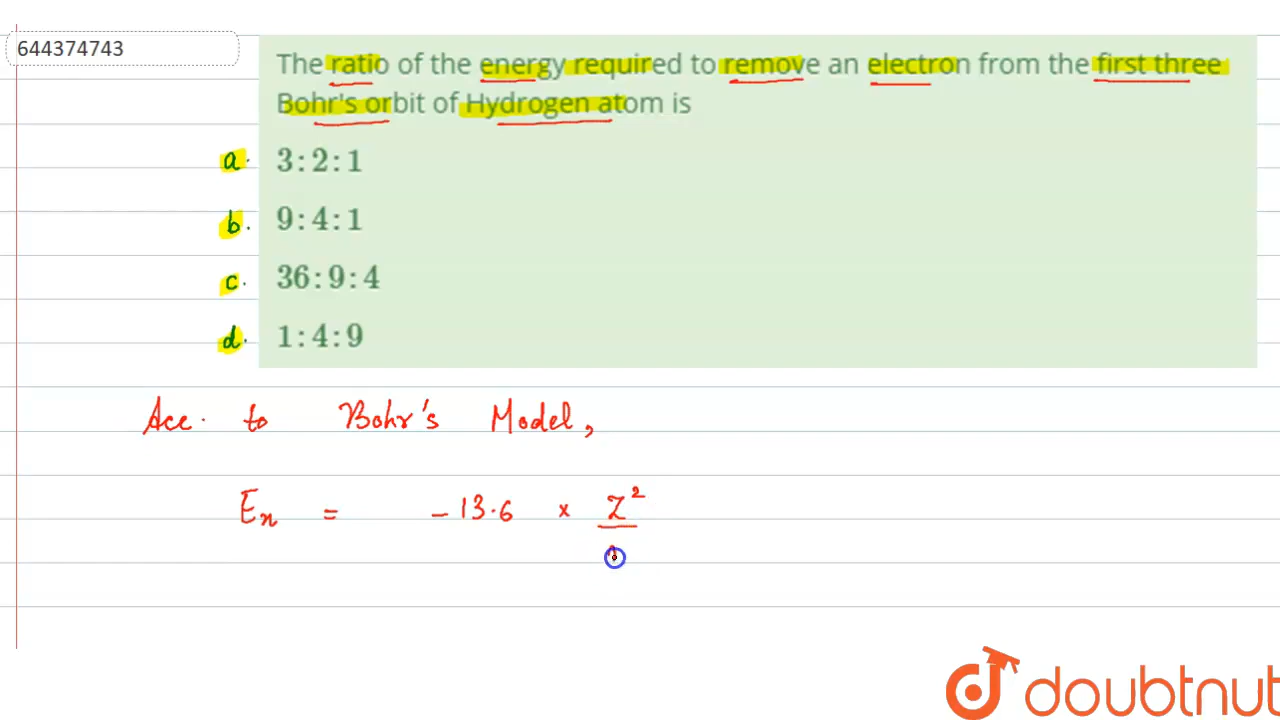 644374743
The ratio of the energy required to remove an electron from the first three
Bohr's orbit of Hydrogen atom is
a. 3 : 2 : 1
b. 9 : 4 : 1
c. 36 : 9 : 4
d. 1 : 4 : 9
Acc. to Bohr's Model,
Eₙ = - 13.6 × Z²
doubtnut